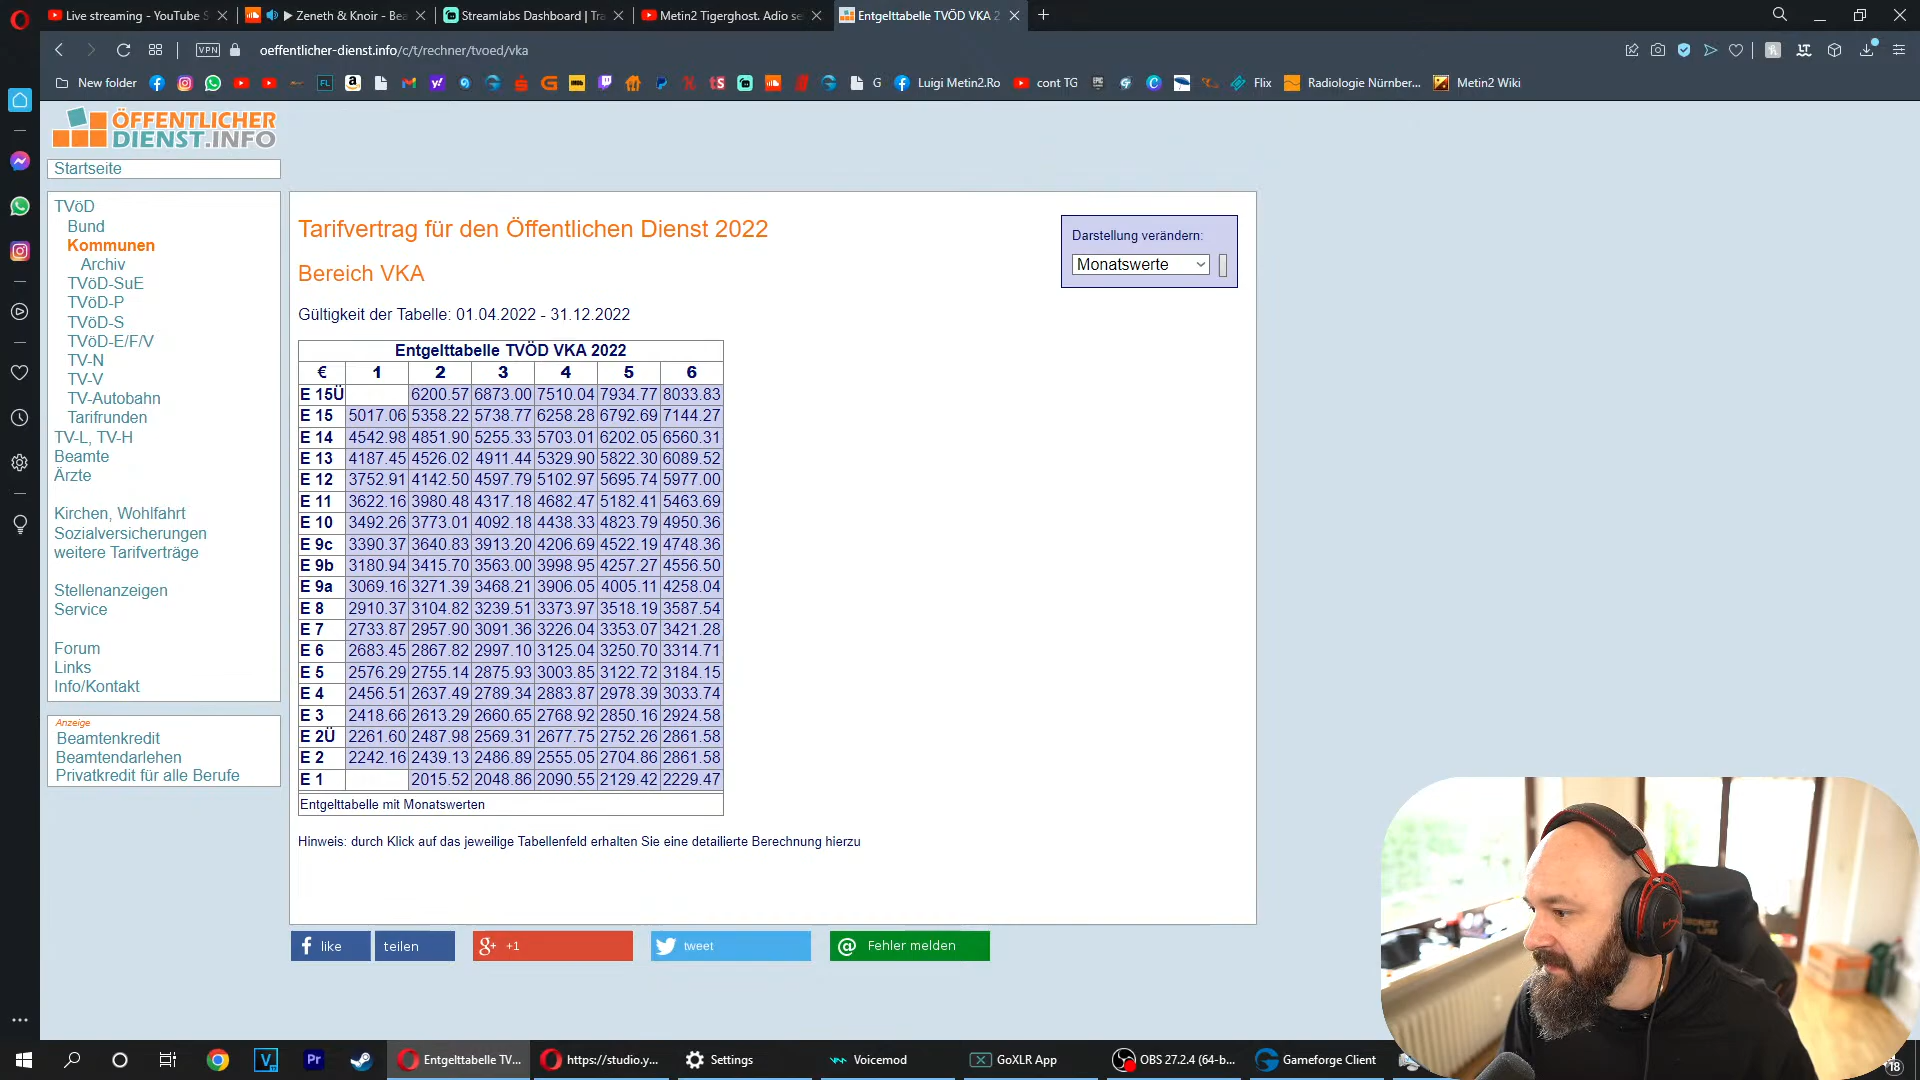 Live streaming - YouTube S
Zeneth & Knoir - Bea
Streamlabs Dashboard | Tra
Metin2 Tigerghost. Adio se
Entgelttabelle TVÖD VKA 2
VPN
oeffentlicher-dienst.info/c/t/rechner/tvoed/vka
New folder
G
Luigi Metin2.Ro
cont TG
Flix
Radiologie Nürnber...
Metin2 Wiki
ÖFFENTLICHER
DIENST.INFO
Startseite
TVöD
Bund
Kommunen
Archiv
TVöD-SuE
TVöD-P
TVöD-S
TVöD-E/F/V
TV-N
TV-V
TV-Autobahn
Tarifrunden
TV-L, TV-H
Beamte
Ärzte
Kirchen, Wohlfahrt
Sozialversicherungen
weitere Tarifverträge
Stellenanzeigen
Service
Forum
Links
Info/Kontakt
Anzeige
Beamtenkredit
Beamtendarlehen
Privatkredit für alle Berufe
Tarifvertrag für den Öffentlichen Dienst 2022
Bereich VKA
Gültigkeit der Tabelle: 01.04.2022 - 31.12.2022
Darstellung verändern:
Monatswerte
Entgelttabelle TVÖD VKA 2022
€ 1 2 3 4 5 6
E 15Ü 6200.57 6873.00 7510.04 7934.77 8033.83
E 15 5017.06 5358.22 5738.77 6258.28 6792.69 7144.27
E 14 4542.98 4851.90 5255.33 5703.01 6202.05 6560.31
E 13 4187.45 4526.02 4911.44 5329.90 5822.30 6089.52
E 12 3752.91 4142.50 4597.79 5102.97 5695.74 5977.00
E 11 3622.16 3980.48 4317.18 4682.47 5182.41 5463.69
E 10 3492.26 3773.01 4092.18 4438.33 4823.79 4950.36
E 9c 3390.37 3640.83 3913.20 4206.69 4522.19 4748.36
E 9b 3180.94 3415.70 3563.00 3998.95 4257.27 4556.50
E 9a 3069.16 3271.39 3468.21 3906.05 4005.11 4258.04
E 8 2910.37 3104.82 3239.51 3373.97 3518.19 3587.54
E 7 2733.87 2957.90 3091.36 3226.04 3353.07 3421.28
E 6 2683.45 2867.82 2997.10 3125.04 3250.70 3314.71
E 5 2576.29 2755.14 2875.93 3003.85 3122.72 3184.15
E 4 2456.51 2637.49 2789.34 2883.87 2978.39 3033.74
E 3 2418.66 2613.29 2660.65 2768.92 2850.16 2924.58
E 2Ü 2261.60 2487.98 2569.31 2677.75 2752.26 2861.58
E 2 2242.16 2439.13 2486.89 2555.05 2704.86 2861.58
E 1 2015.52 2048.86 2090.55 2129.42 2229.47
Entgelttabelle mit Monatswerten
Hinweis: durch Klick auf das jeweilige Tabellenfeld erhalten Sie eine detailierte Berechnung hierzu
like
teilen
g+ +1
tweet
@ Fehler melden
Pr
Entgelttabelle TV...
https://studio.y...
Settings
Voicemod
GoXLR App
OBS 27.2.4 (64-b...
Gameforge Client
18